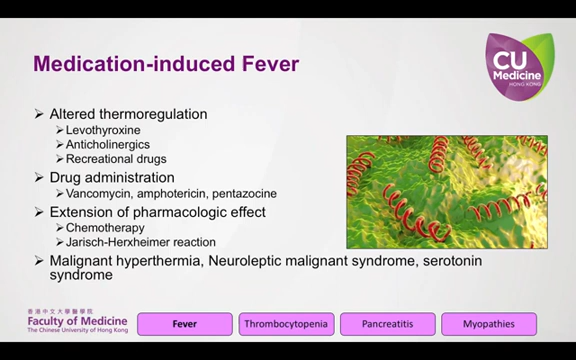 Medication-induced Fever
CU
Medicine
HONG KONG
➢ Altered thermoregulation
➢ Levothyroxine
➢ Anticholinergics
➢ Recreational drugs
➢ Drug administration
➢ Vancomycin, amphotericin, pentazocine
➢ Extension of pharmacologic effect
➢ Chemotherapy
➢ Jarisch-Herxheimer reaction
➢ Malignant hyperthermia, Neuroleptic malignant syndrome, serotonin
syndrome
香港中文大學醫學院
Faculty of Medicine
The Chinese University of Hong Kong
Fever
Thrombocytopenia
Pancreatitis
Myopathies